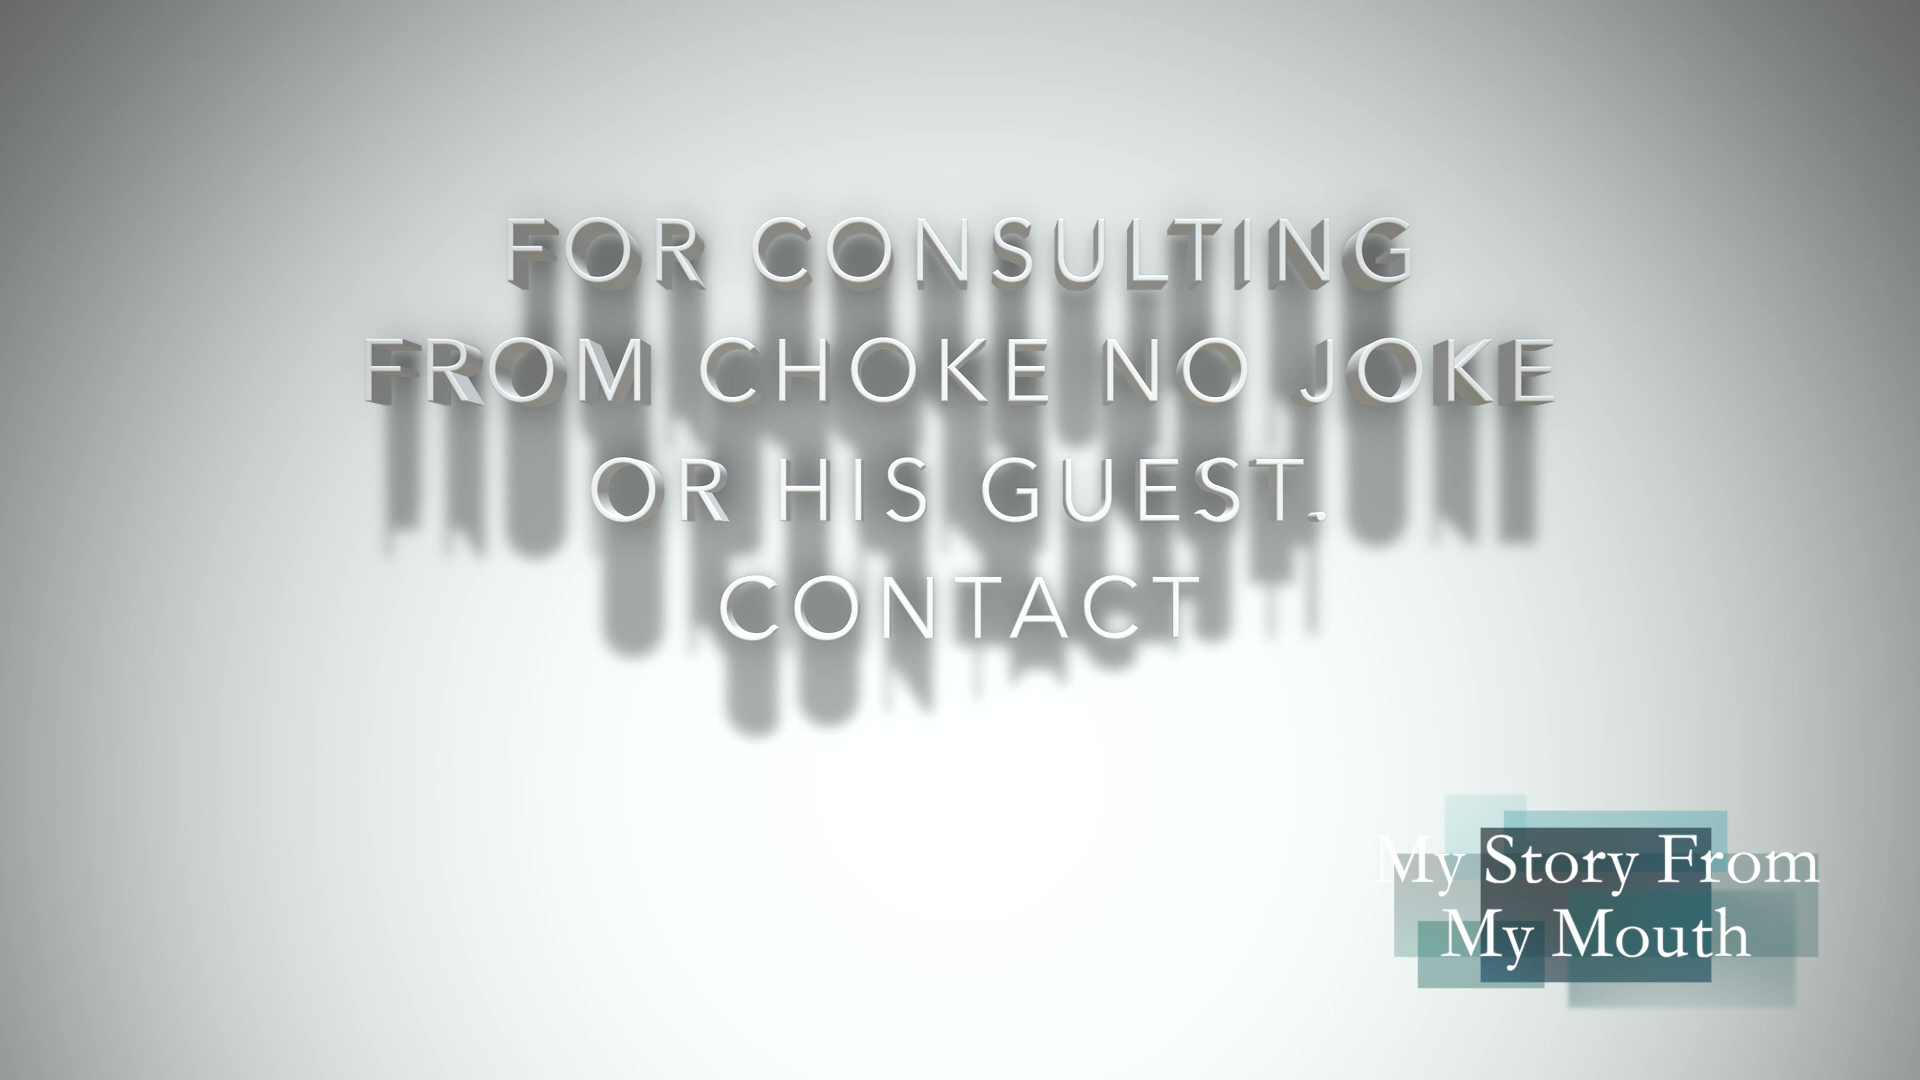 FOR CONSULTING
FROM CHOKE NO JOKE
OR HIS GUEST.
CONTACT
My Story From
My Mouth